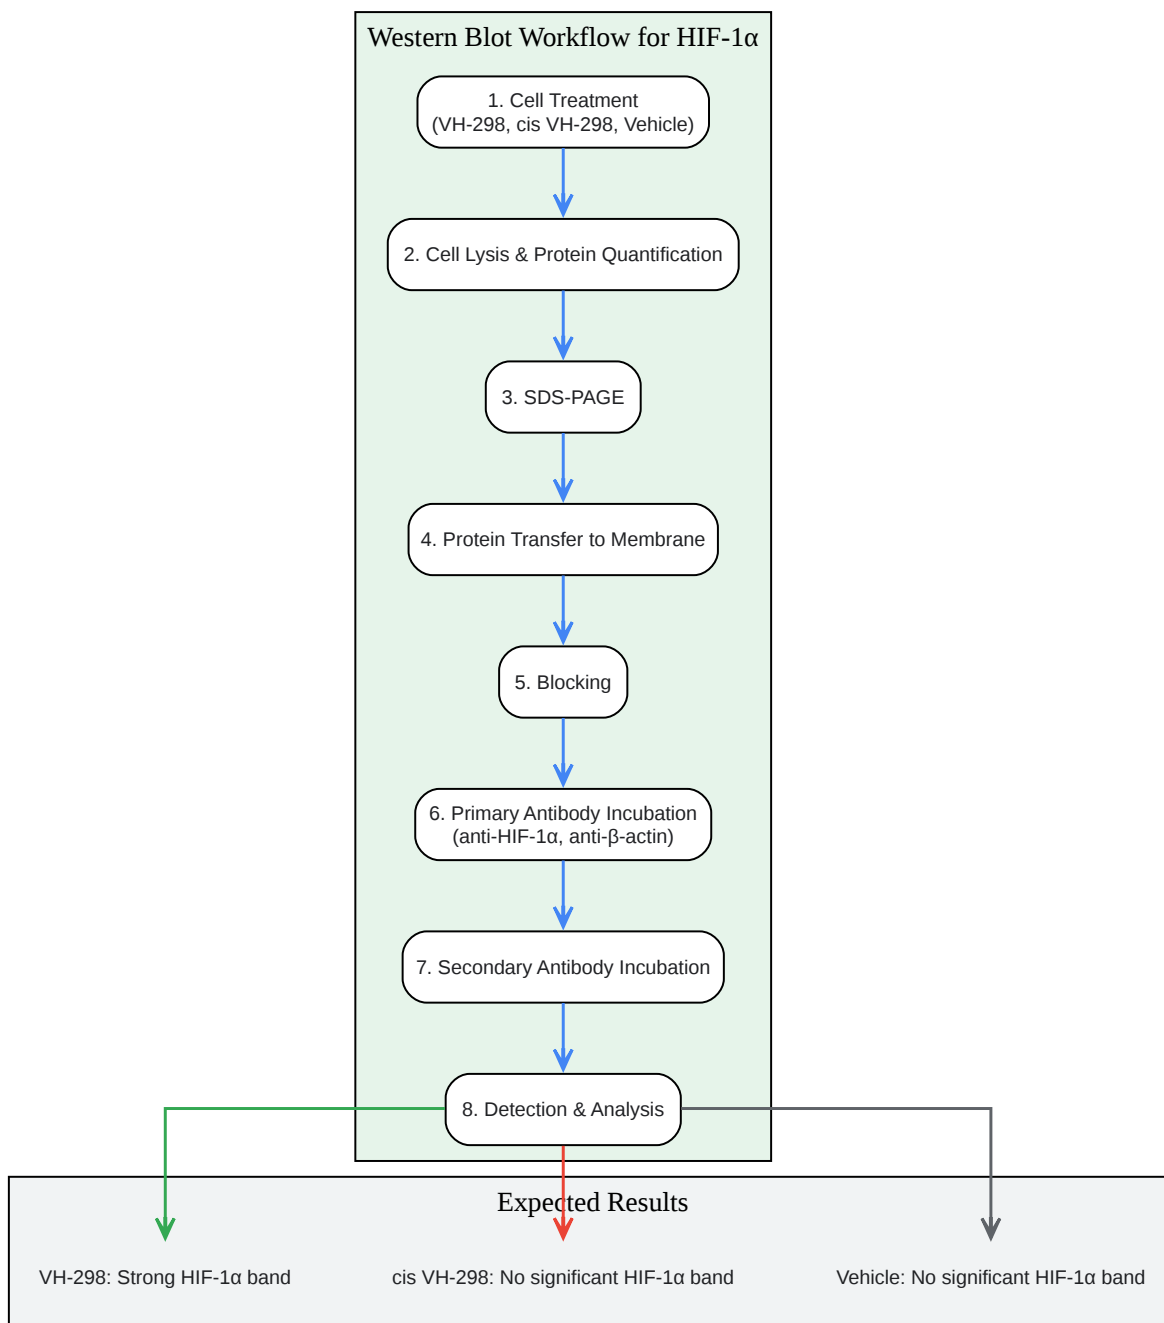 Western Blot Workflow for HIF-1α
1. Cell Treatment
(VH-298, cis VH-298, Vehicle)
2. Cell Lysis & Protein Quantification
3. SDS-PAGE
4. Protein Transfer to Membrane
5. Blocking
6. Primary Antibody Incubation
(anti-HIF-1α, anti-β-actin)
7. Secondary Antibody Incubation
8. Detection & Analysis
Expected Results
VH-298: Strong HIF-1α band
cis VH-298: No significant HIF-1α band
Vehicle: No significant HIF-1α band